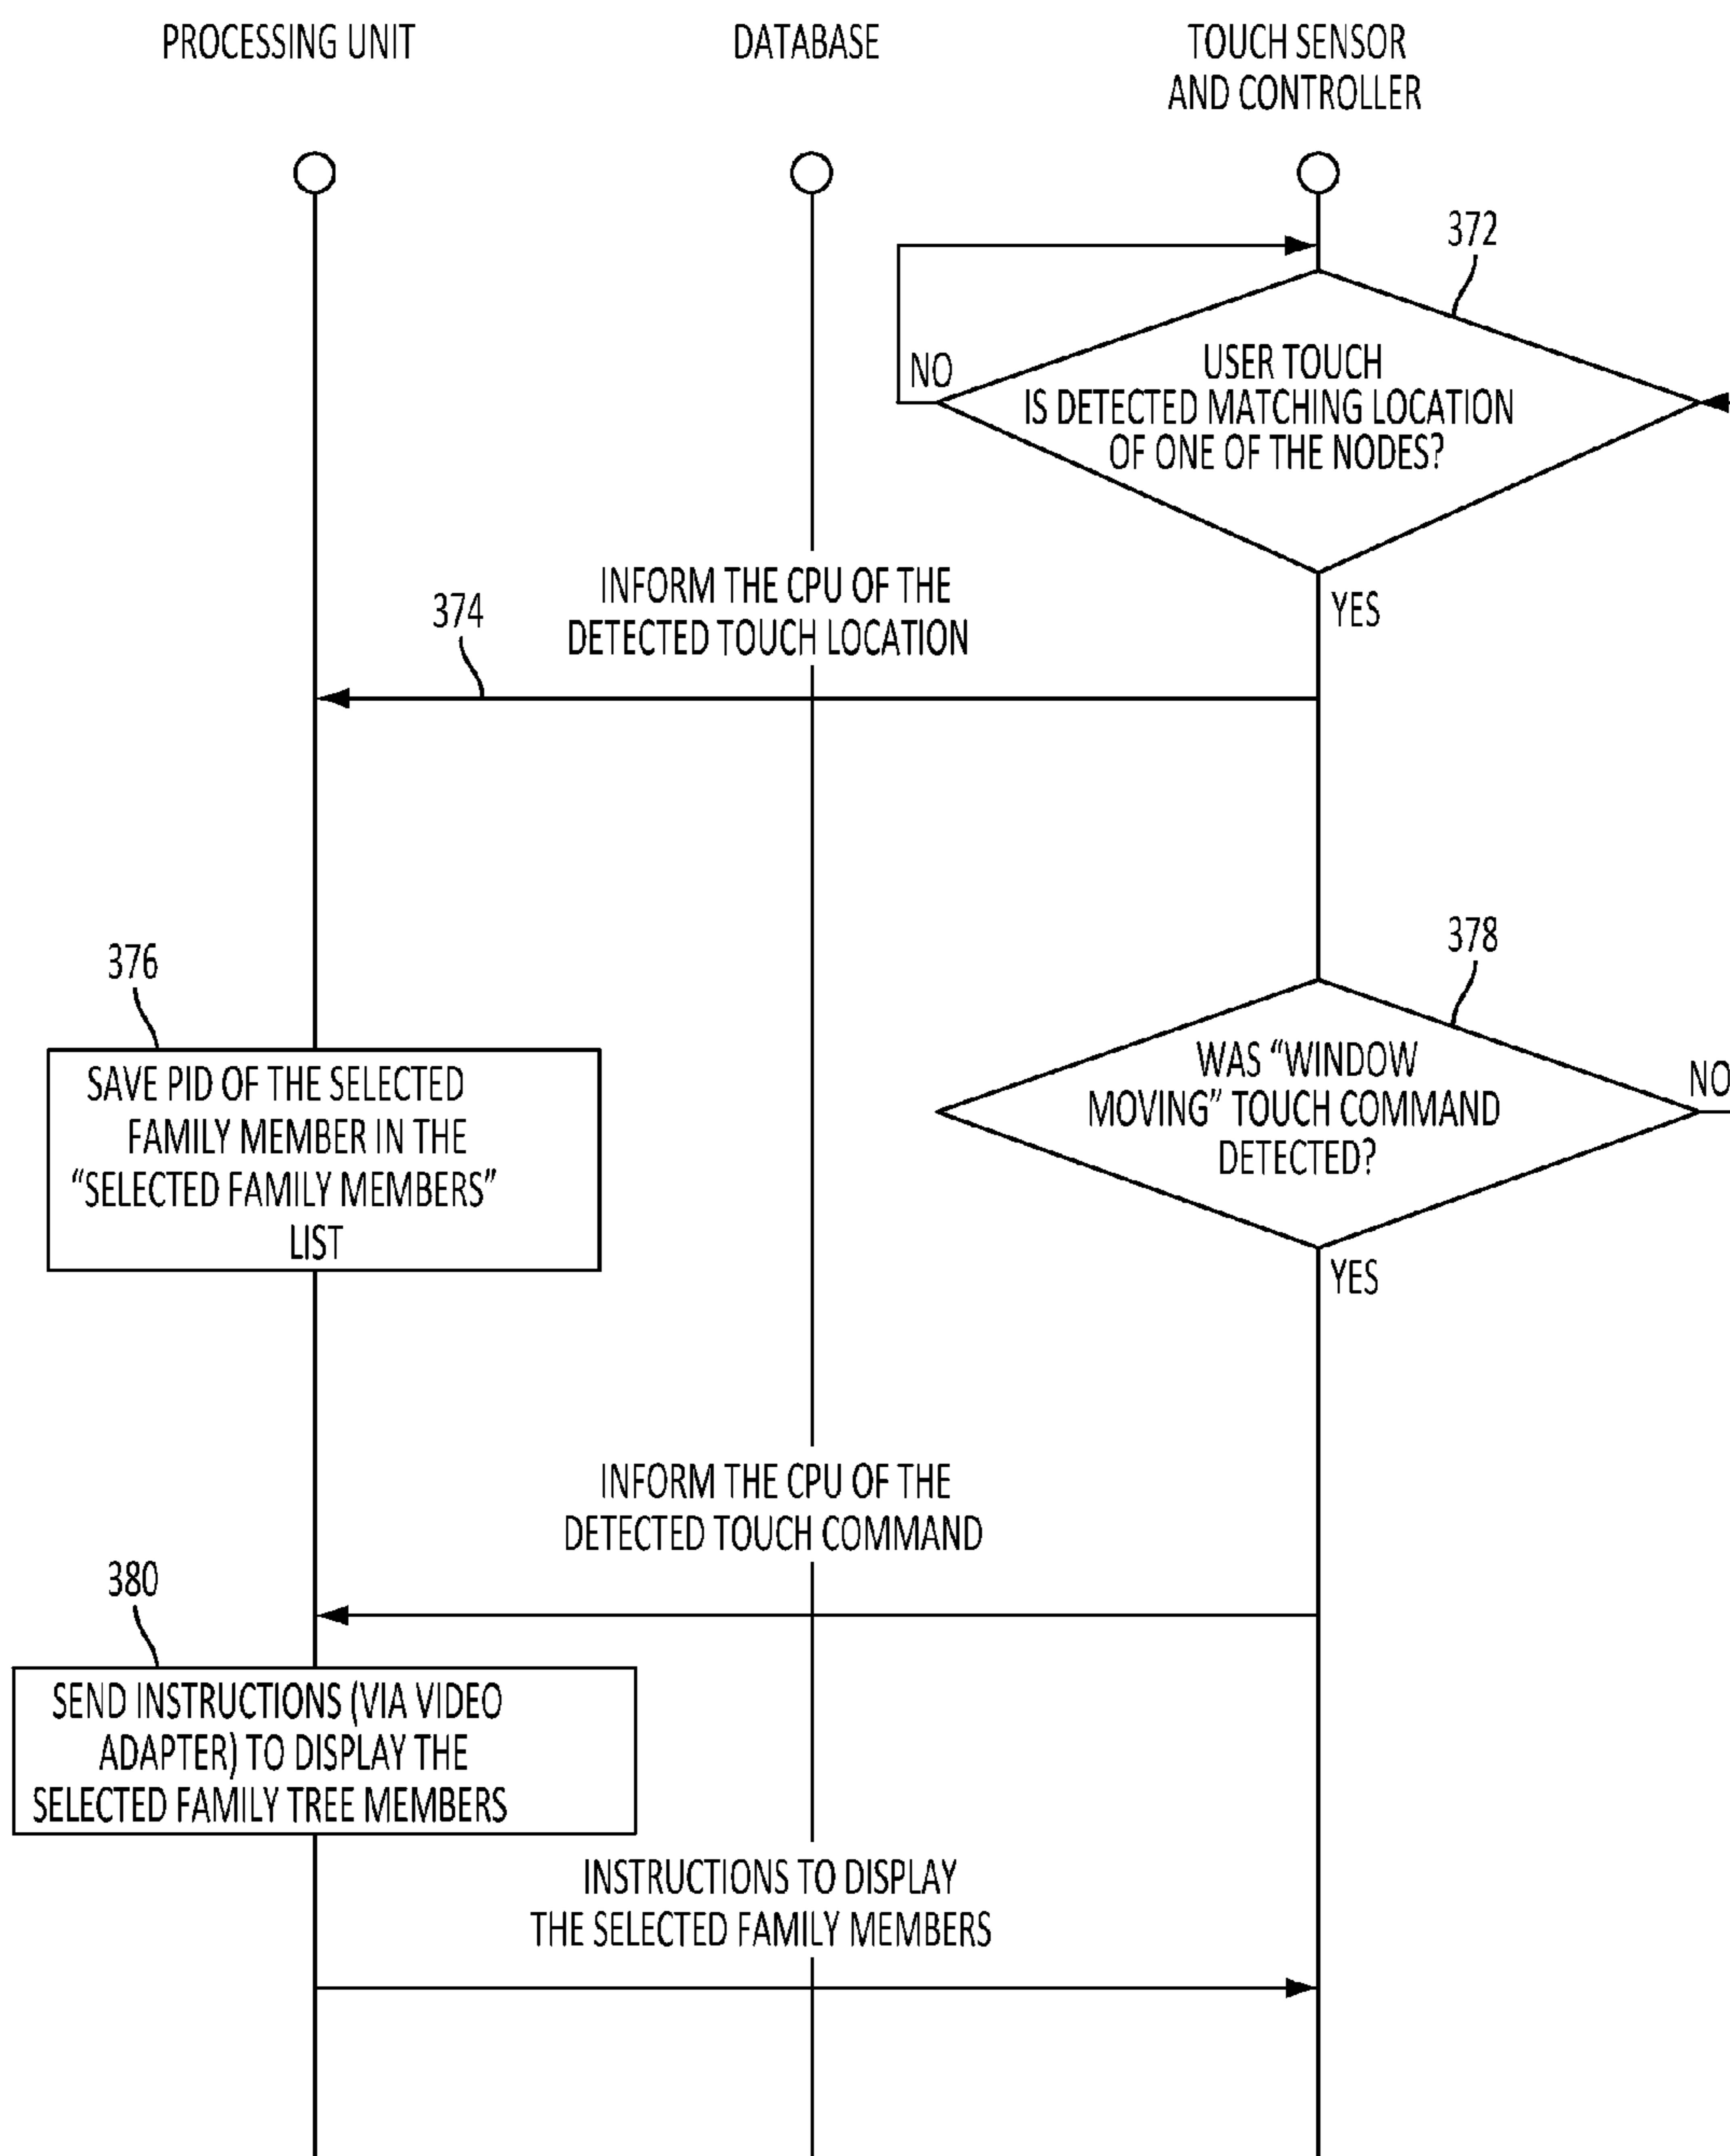 PROCESSING UNIT
DATABASE
TOUCH SENSOR
AND CONTROLLER
372
NO
USER TOUCH
IS DETECTED MATCHING LOCATION
OF ONE OF THE NODES?
YES
374
INFORM THE CPU OF THE
DETECTED TOUCH LOCATION
376
SAVE PID OF THE SELECTED
FAMILY MEMBER IN THE
“SELECTED FAMILY MEMBERS”
LIST
378
WAS “WINDOW
MOVING” TOUCH COMMAND
DETECTED?
NO
YES
INFORM THE CPU OF THE
DETECTED TOUCH COMMAND
380
SEND INSTRUCTIONS (VIA VIDEO
ADAPTER) TO DISPLAY THE
SELECTED FAMILY TREE MEMBERS
INSTRUCTIONS TO DISPLAY
THE SELECTED FAMILY MEMBERS